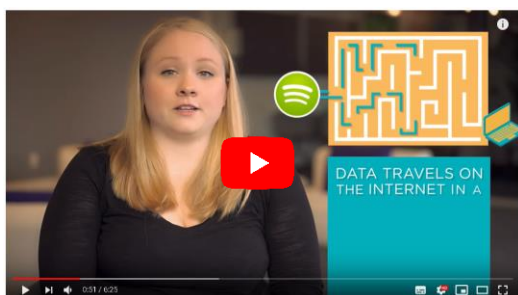 DATA TRAVELS ON
THE INTERNET IN A
0:51 / 6:25